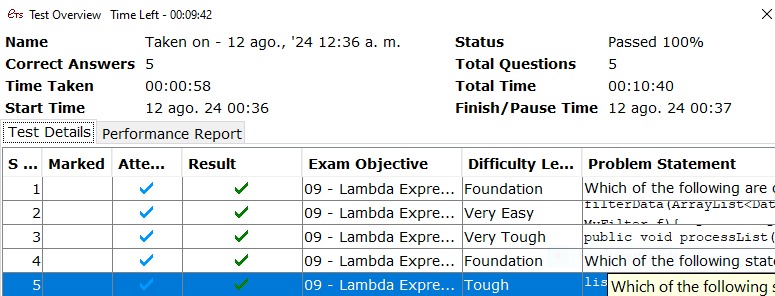 ETS Test Overview Time Left - 00:09:42
Name Taken on - 12 ago., '24 12:36 a. m. Status Passed 100%
Correct Answers 5 Total Questions 5
Time Taken 00:00:58 Total Time 00:10:40
Start Time 12 ago. 24 00:36 Finish/Pause Time 12 ago. 24 00:37
Test Details Performance Report
S ... Marked Atte... Result Exam Objective Difficulty Le... Problem Statement
1 09 - Lambda Expre... Foundation Which of the following are
2 09 - Lambda Expre... Very Easy filterData(ArrayList<Dat
3 09 - Lambda Expre... Very Tough public void processList(
4 09 - Lambda Expre... Foundation Which of the following state
5 09 - Lambda Expre... Tough lis Which of the following s